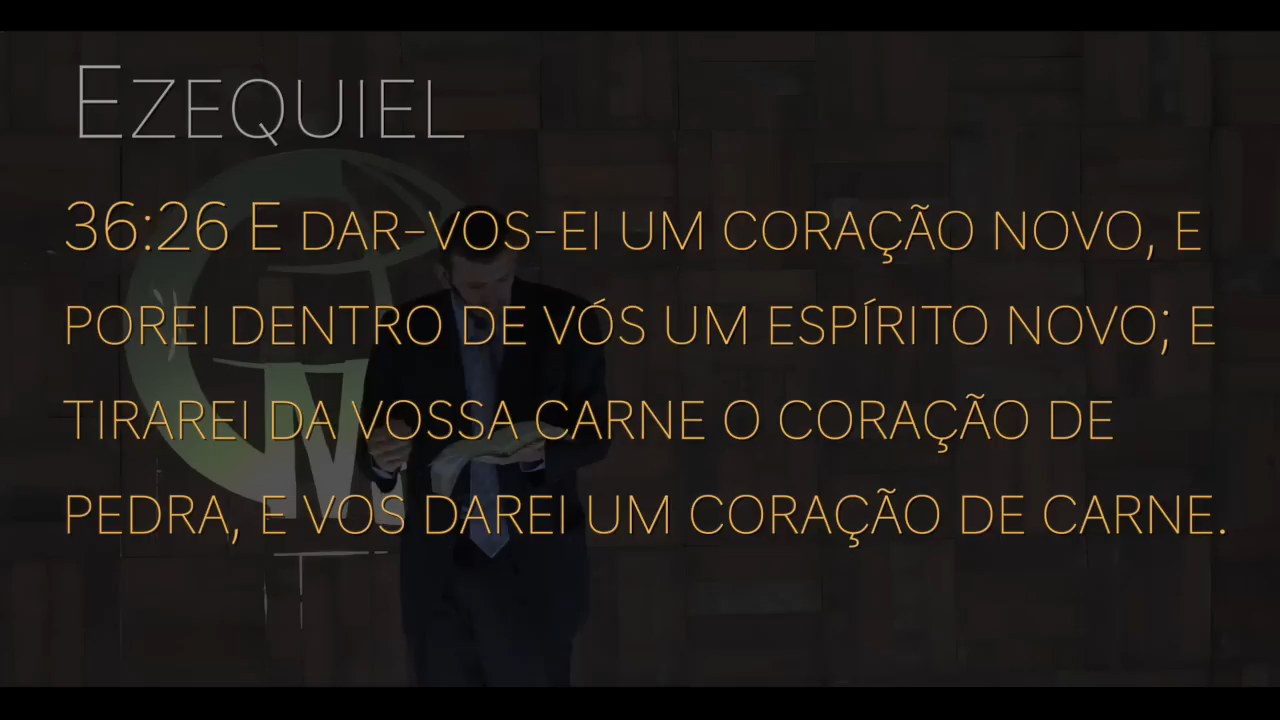 Ezequiel
36:26 E dar-vos-ei um coração novo, e
porei dentro de vós um espírito novo; e
tirarei da vossa carne o coração de
pedra, e vos darei um coração de carne.